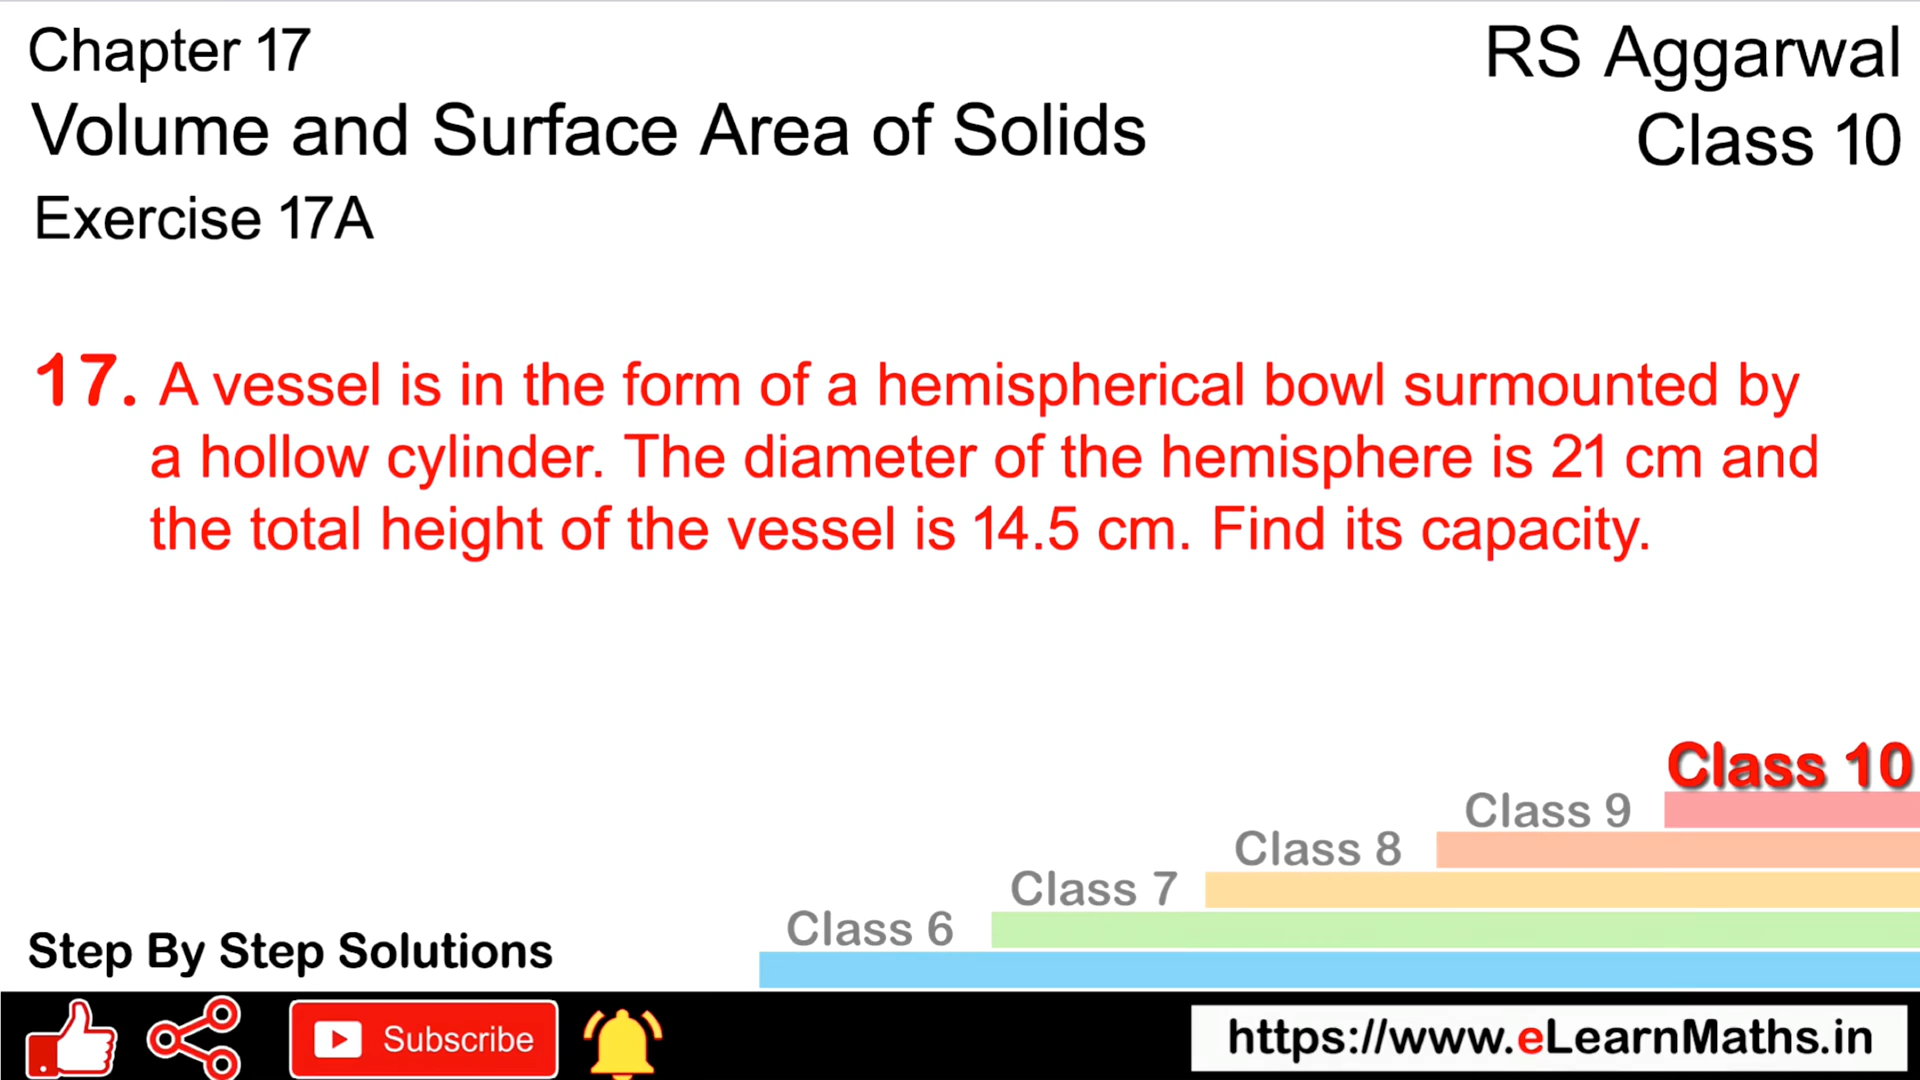 Chapter 17
RS Aggarwal
Volume and Surface Area of Solids
Class 10
Exercise 17A
17. A vessel is in the form of a hemispherical bowl surmounted by
a hollow cylinder. The diameter of the hemisphere is 21 cm and
the total height of the vessel is 14.5 cm. Find its capacity.
Class 10
Class 9
Class 8
Class 7
Class 6
Step By Step Solutions
Subscribe
https://www.eLearnMaths.in